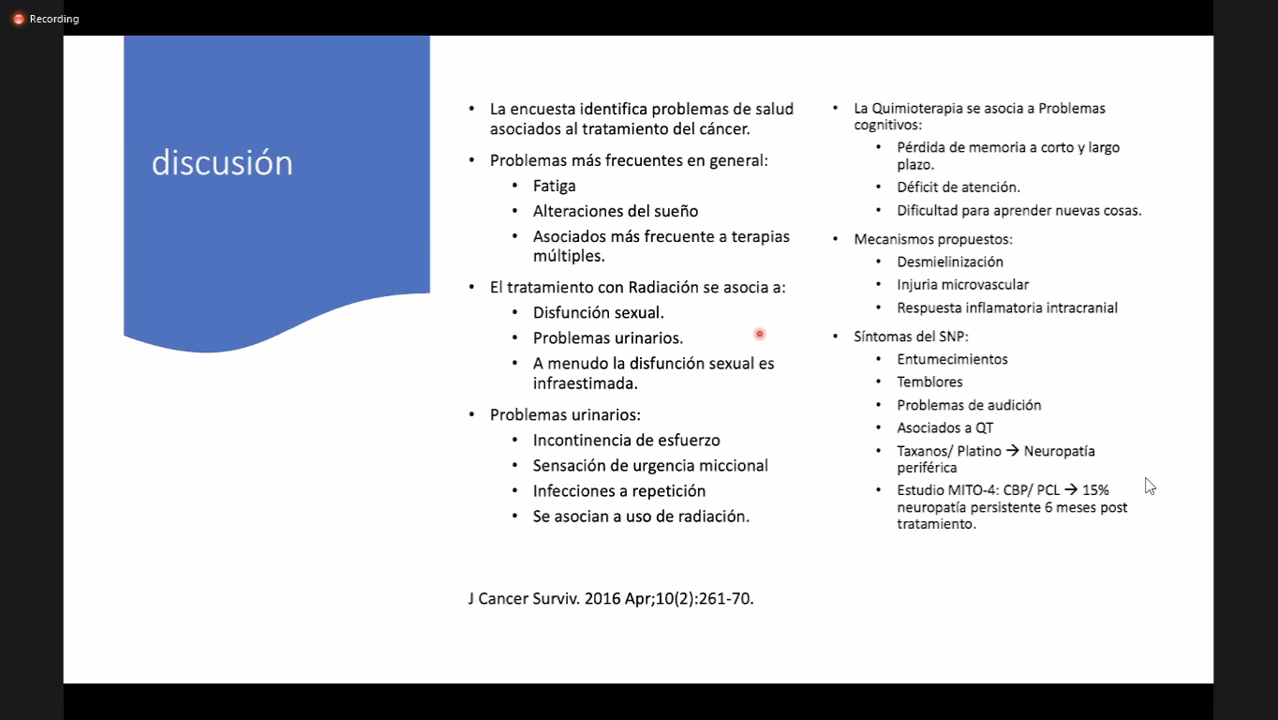 Recording
discusión
• La encuesta identifica problemas de salud
asociados al tratamiento del cáncer.
• Problemas más frecuentes en general:
• Fatiga
• Alteraciones del sueño
• Asociados más frecuente a terapias
múltiples.
• El tratamiento con Radiación se asocia a:
• Disfunción sexual.
• Problemas urinarios.
• A menudo la disfunción sexual es
infraestimada.
• Problemas urinarios:
• Incontinencia de esfuerzo
• Sensación de urgencia miccional
• Infecciones a repetición
• Se asocian a uso de radiación.
• La Quimioterapia se asocia a Problemas
cognitivos:
• Pérdida de memoria a corto y largo
plazo.
• Déficit de atención.
• Dificultad para aprender nuevas cosas.
• Mecanismos propuestos:
• Desmielinización
• Injuria microvascular
• Respuesta inflamatoria intracranial
• Síntomas del SNP:
• Entumecimientos
• Temblores
• Problemas de audición
• Asociados a QT
• Taxanos/ Platino → Neuropatía
periférica
• Estudio MITO-4: CBP/ PCL → 15%
neuropatía persistente 6 meses post
tratamiento.
J Cancer Surviv. 2016 Apr;10(2):261-70.